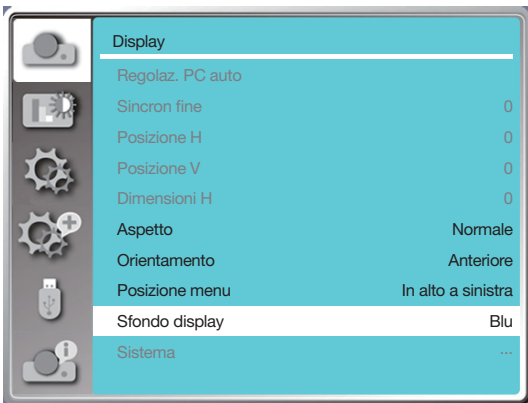 Display
Regolaz. PC auto
Sincron fine 0
Posizione H 0
Posizione V 0
Dimensioni H 0
Aspetto Normale
Orientamento Anteriore
Posizione menu In alto a sinistra
Sfondo display Blu
Sistema ...